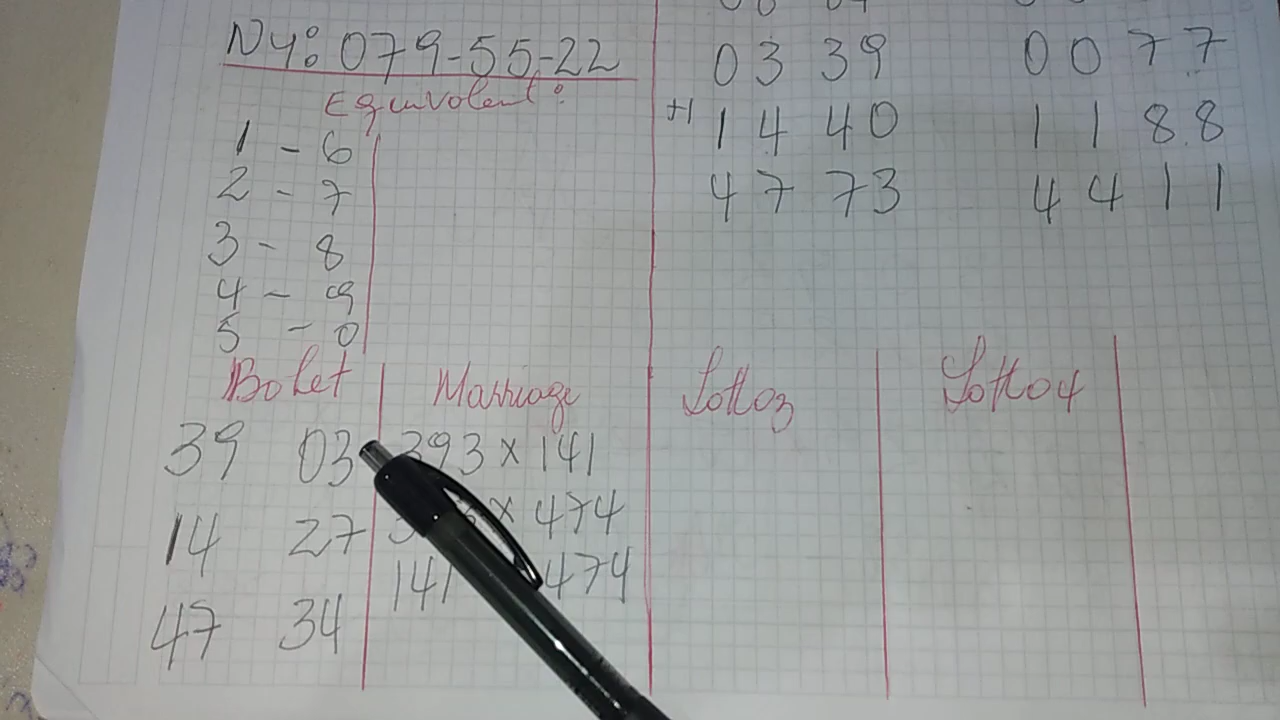 Ny: 079-55-22
Equivolent:
1 - 6
2 - 7
3 - 8
4 - 9
5 - 0
03 39 00 77
+1 14 40 11 88
47 73 44 11
Bolet Marriage Lotto3 Lotto4
39 03 393 x 141
14 27 x 474
47 34 141 474